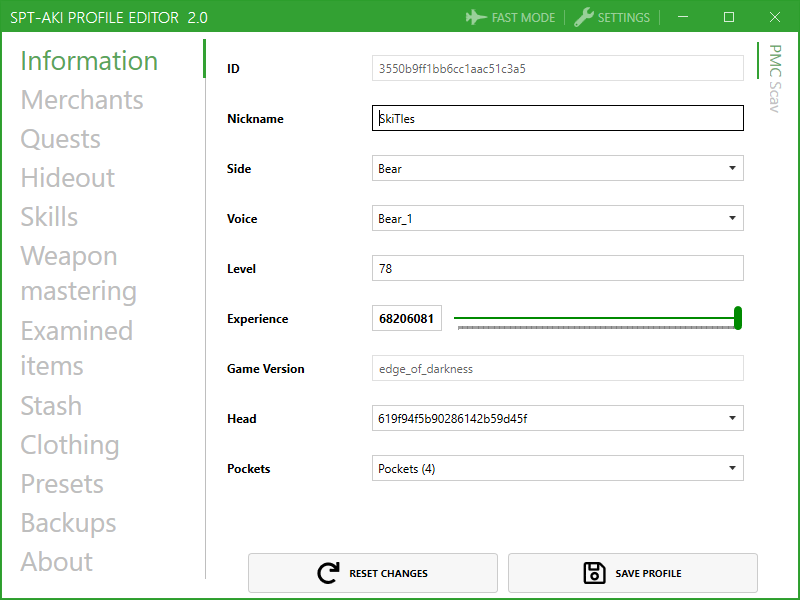 SPT-AKI PROFILE EDITOR 2.0
FAST MODE
SETTINGS
Information
Merchants
Quests
Hideout
Skills
Weapon
mastering
Examined
items
Stash
Clothing
Presets
Backups
About
ID
3550b9ff1bb6cc1aac51c3a5
Nickname
SkiTles
Side
Bear
Voice
Bear_1
Level
78
Experience
68206081
Game Version
edge_of_darkness
Head
619f94f5b90286142b59d45f
Pockets
Pockets (4)
RESET CHANGES
SAVE PROFILE
PMC
Scav